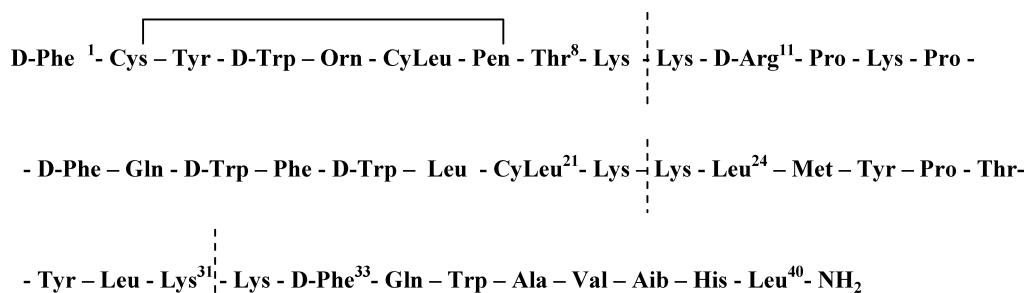 D-Phe ¹- Cys – Tyr - D-Trp – Orn - CyLeu - Pen - Thr⁸- Lys - Lys - D-Arg¹¹- Pro - Lys - Pro -
- D-Phe – Gln - D-Trp – Phe - D-Trp – Leu - CyLeu²¹- Lys – Lys - Leu²⁴ – Met – Tyr – Pro - Thr-
- Tyr – Leu - Lys³¹ - Lys - D-Phe³³- Gln – Trp – Ala – Val – Aib – His - Leu⁴⁰- NH₂